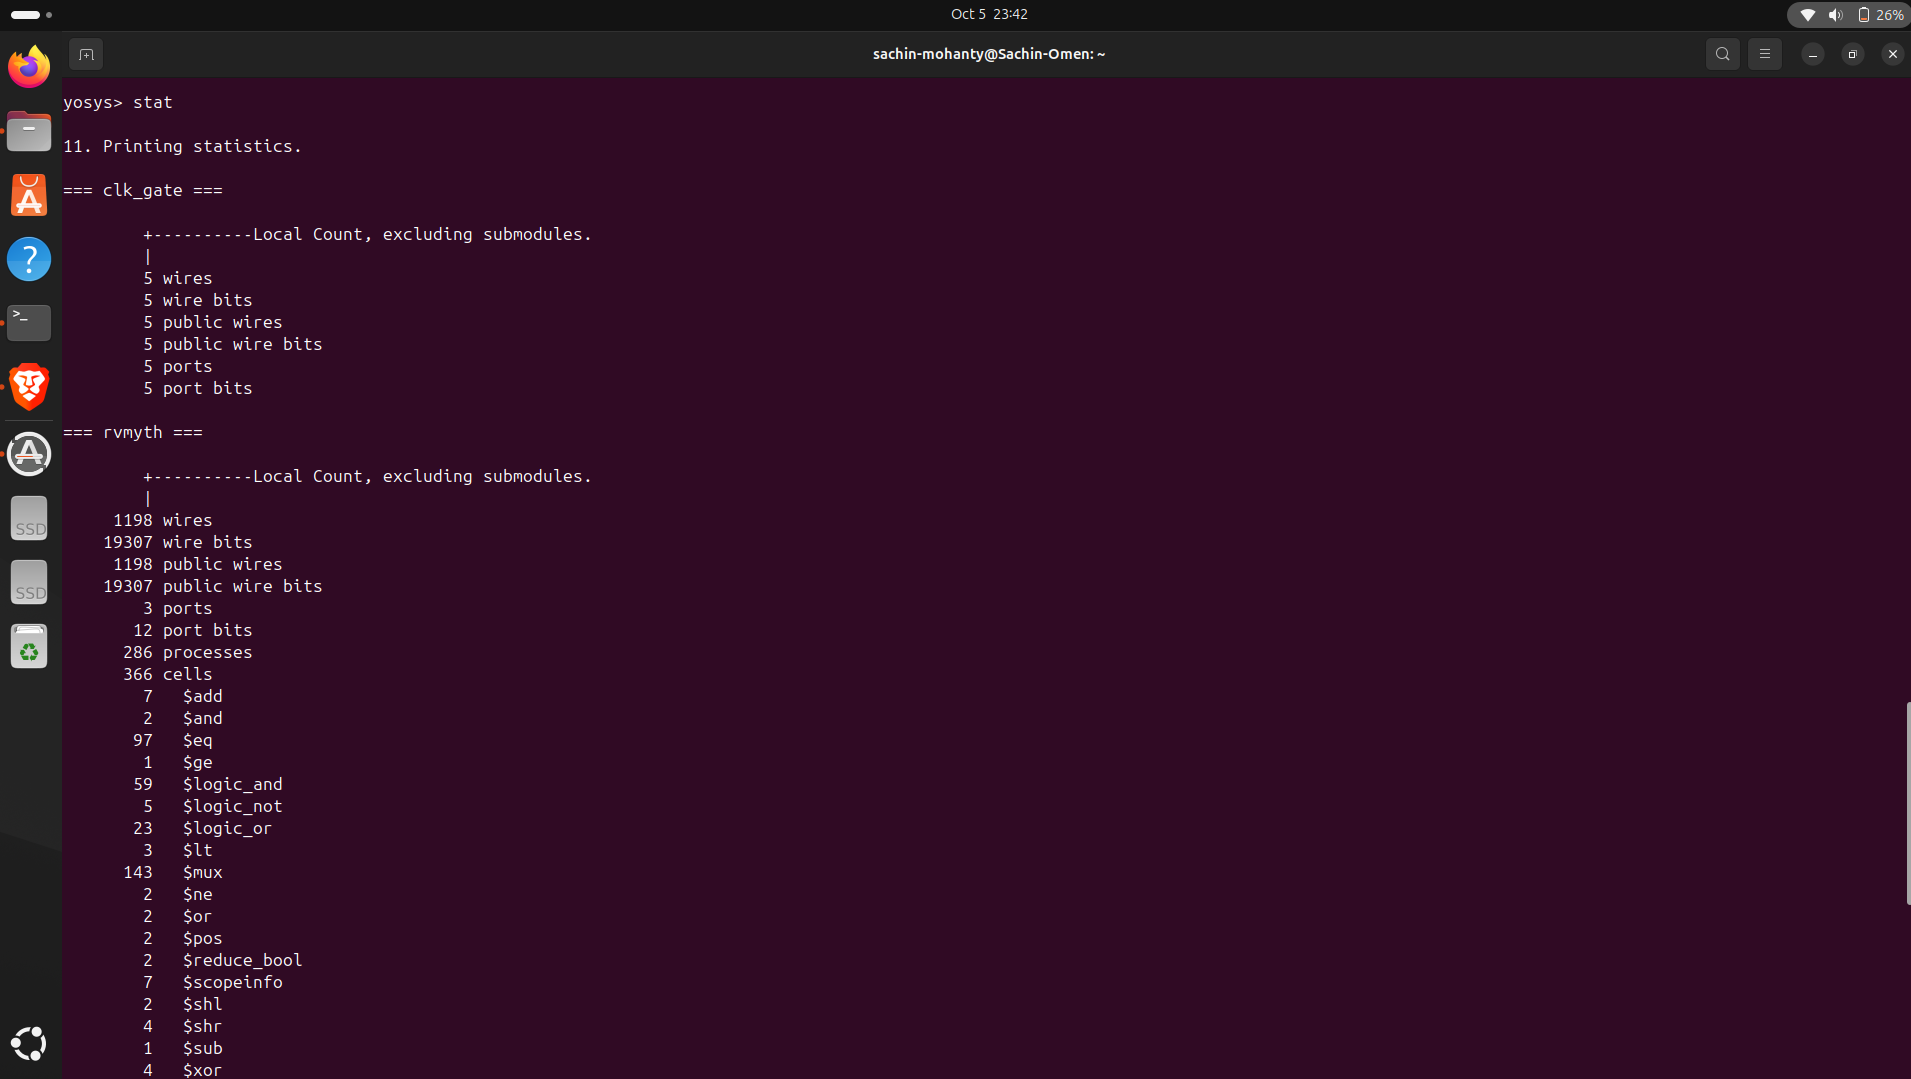 Oct 5 23:42
26%
sachin-mohanty@Sachin-Omen: ~
yosys> stat
11. Printing statistics.
=== clk_gate ===
+----------Local Count, excluding submodules.
|
5 wires
5 wire bits
5 public wires
5 public wire bits
5 ports
5 port bits
=== rvmyth ===
+----------Local Count, excluding submodules.
|
1198 wires
19307 wire bits
1198 public wires
19307 public wire bits
3 ports
12 port bits
286 processes
366 cells
7 $add
2 $and
97 $eq
1 $ge
59 $logic_and
5 $logic_not
23 $logic_or
3 $lt
143 $mux
2 $ne
2 $or
2 $pos
2 $reduce_bool
7 $scopeinfo
2 $shl
4 $shr
1 $sub
4 $xor
?
>_
SSD
SSD